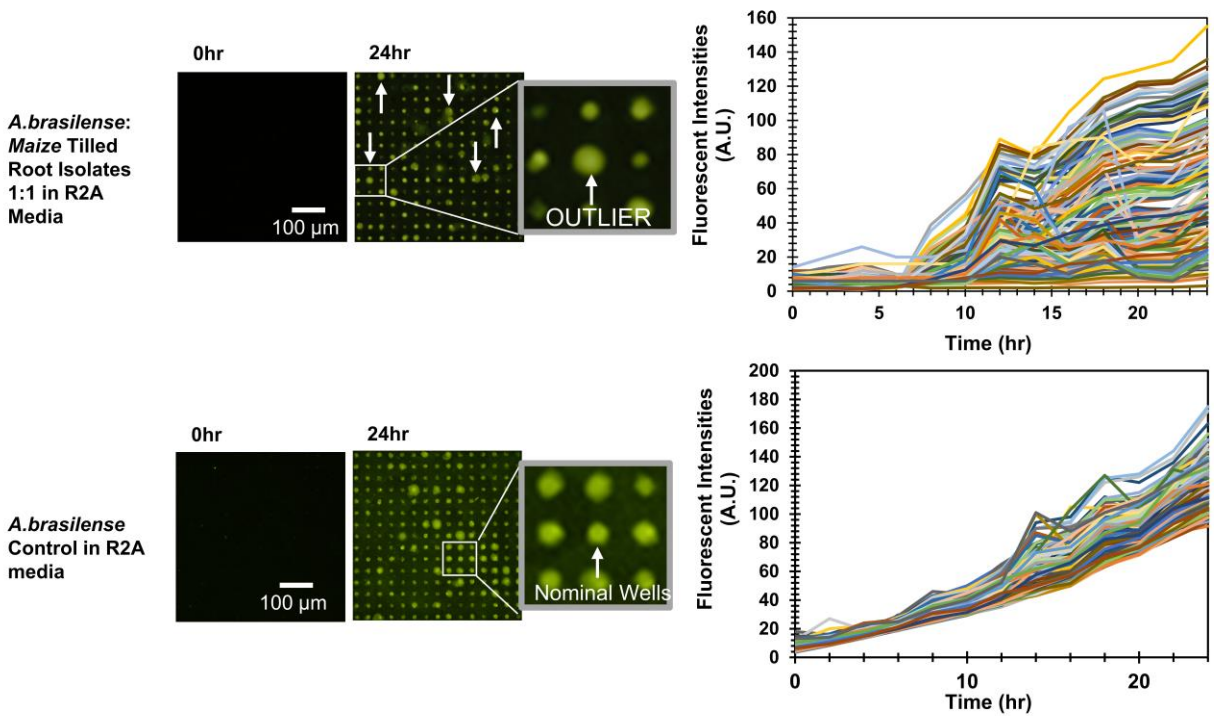 0hr
24hr
A.brasilense:
Maize Tilled
Root Isolates
1:1 in R2A
Media
100 µm
OUTLIER
Fluorescent Intensities
(A.U.)
160
140
120
100
80
60
40
20
0
0
5
10
15
20
Time (hr)
0hr
24hr
A.brasilense
Control in R2A
media
100 µm
Nominal Wells
Fluorescent Intensities
(A.U.)
200
180
160
140
120
100
80
60
40
20
0
0
10
20
Time (hr)